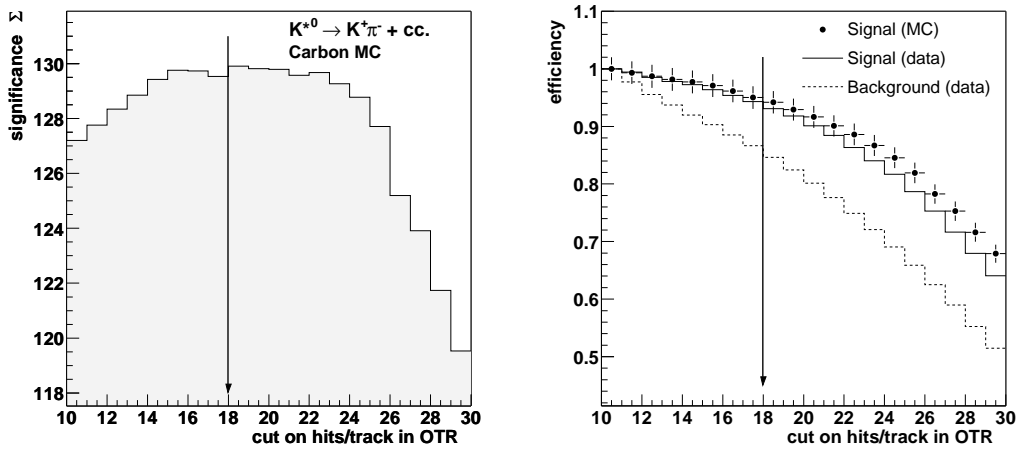 significance Σ
K*⁰ → K⁺π⁻ + cc.
Carbon MC
130
128
126
124
122
120
118
10 12 14 16 18 20 22 24 26 28 30
cut on hits/track in OTR
efficiency
Signal (MC)
Signal (data)
Background (data)
1.1
1
0.9
0.8
0.7
0.6
0.5
10 12 14 16 18 20 22 24 26 28 30
cut on hits/track in OTR